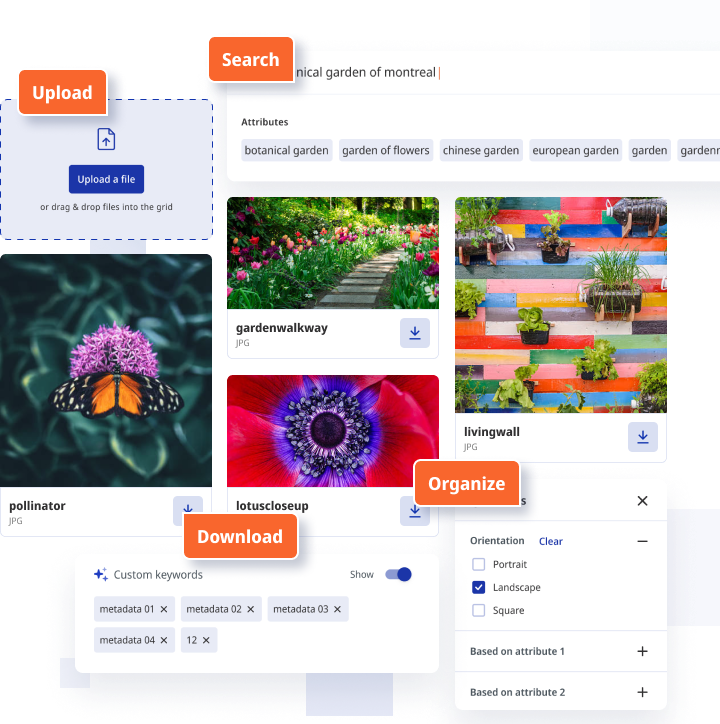 Search
nical garden of montreal
Upload
Attributes
botanical garden garden of flowers chinese garden european garden garden
Upload a file
or drag & drop files into the grid
gardenwalkway
JPG
livingwall
JPG
pollinator
JPG
lotuscloseup
Organize
Download
Orientation Clear
Portrait
Landscape
Square
Custom keywords Show
metadata 01 metadata 02 metadata 03
metadata 04 12
Based on attribute 1
Based on attribute 2